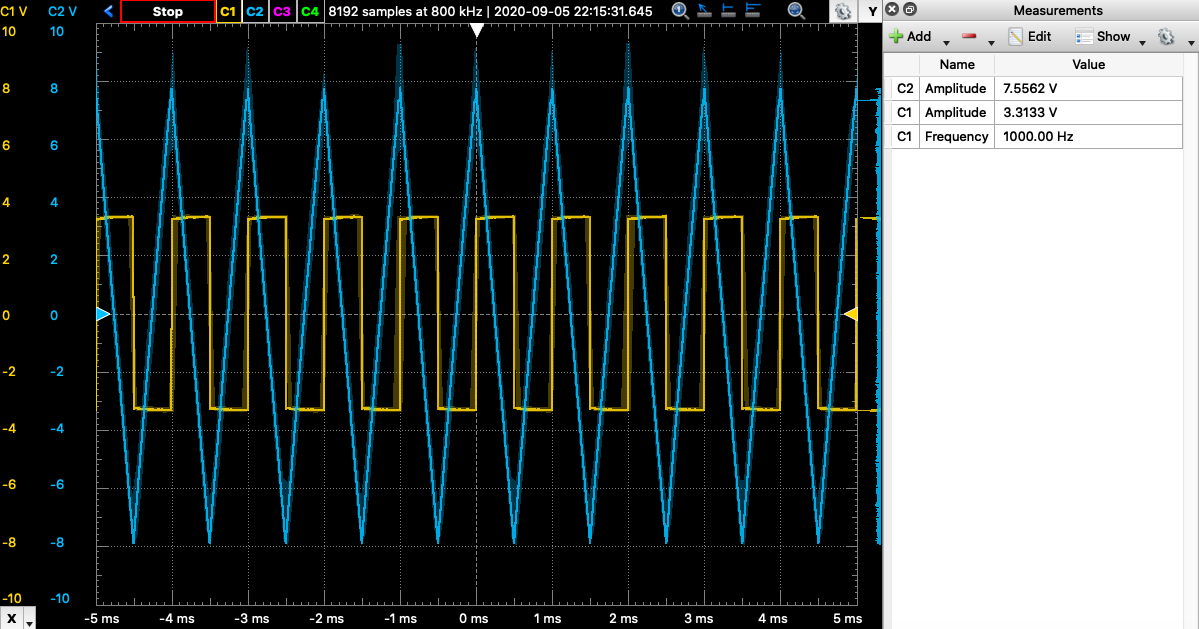 C1 V C2 V Stop C1 C2 C3 C4 8192 samples at 800 kHz | 2020-09-05 22:15:31.645 Y Measurements
10 10
Add Edit Show
Name Value
8 8
C2 Amplitude 7.5562 V
C1 Amplitude 3.3133 V
C1 Frequency 1000.00 Hz
6 6
4 4
2 2
0 0
-2 -2
-4 -4
-6 -6
-8 -8
-10 -10
X -5 ms -4 ms -3 ms -2 ms -1 ms 0 ms 1 ms 2 ms 3 ms 4 ms 5 ms